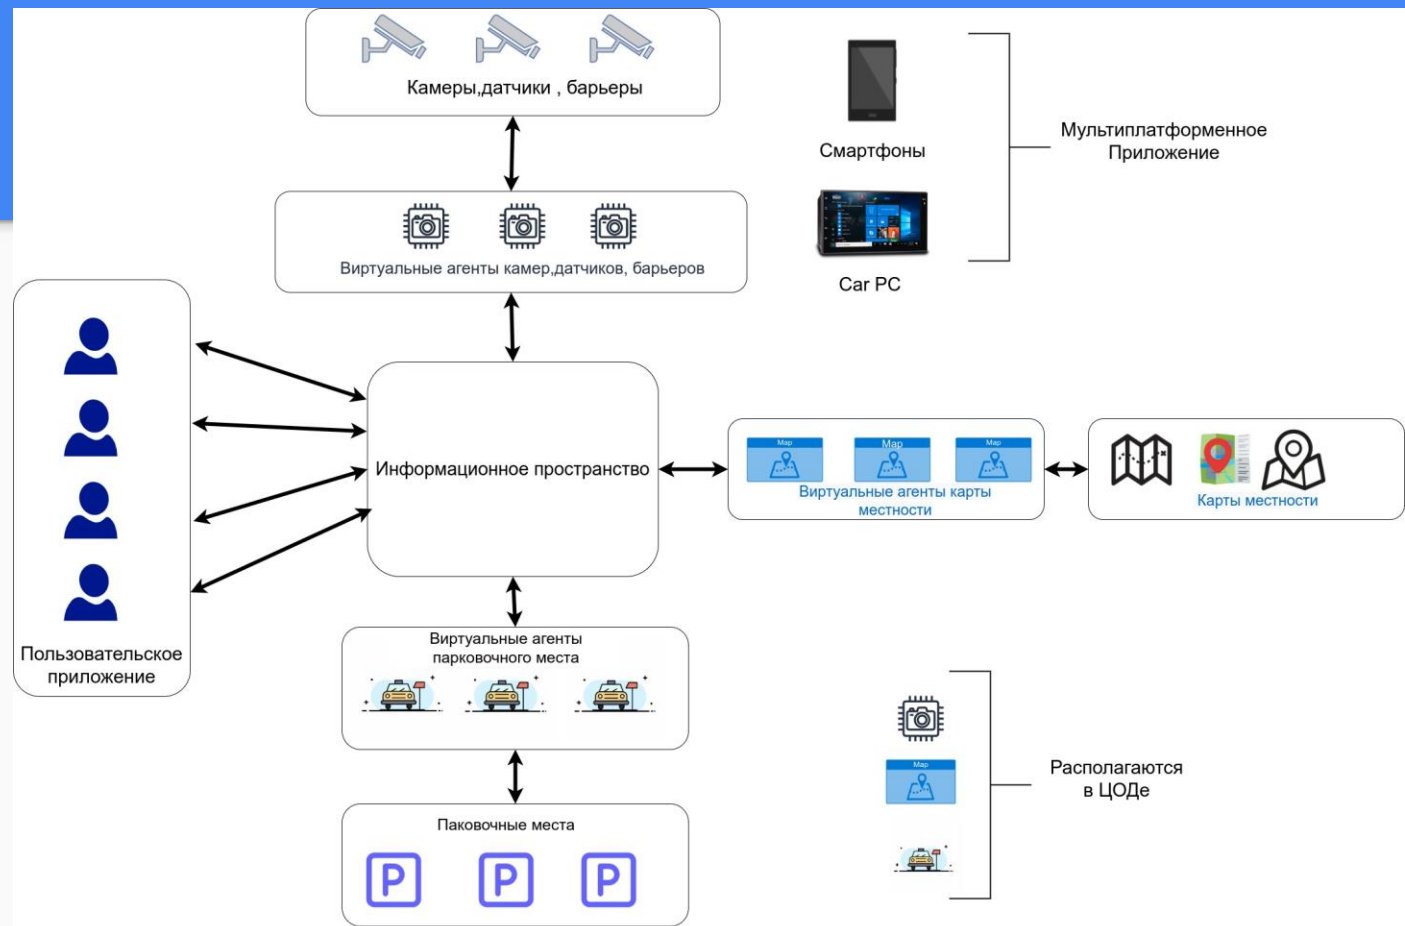 Камеры,датчики , барьеры
Смартфоны
Мультиплатформенное
Приложение
Виртуальные агенты камер,датчиков, барьеров
Car PC
Информационное пространство
Map
Map
Map
Виртуальные агенты карты
местности
Карты местности
Пользовательское
приложение
Виртуальные агенты
парковочного места
Паковочные места
P
P
P
Map
Располагаются
в ЦОДе